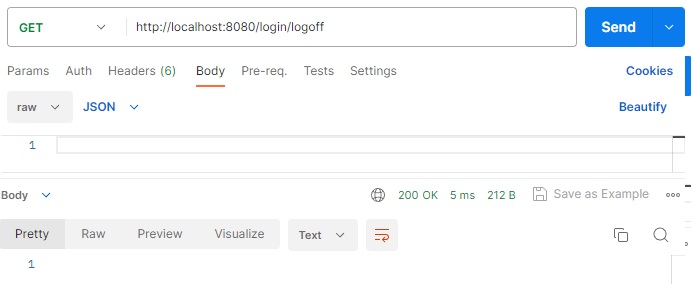 GET http://localhost:8080/login/logoff Send
Params Auth Headers (6) Body Pre-req. Tests Settings Cookies
raw JSON Beautify
1
Body 200 OK 5 ms 212 B Save as Example
Pretty Raw Preview Visualize Text
1